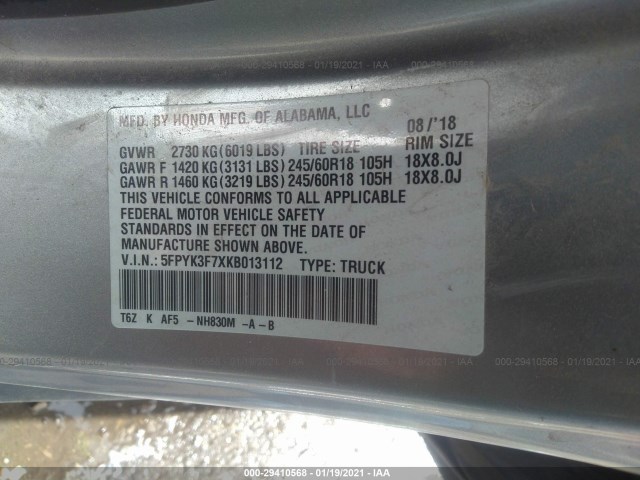 000-29410568 - 01/19/2021 - IAA
MFD. BY HONDA MFG. OF ALABAMA, LLC 08/'18
GVWR 2730 KG (6019 LBS) TIRE SIZE RIM SIZE
GAWR F 1420 KG (3131 LBS) 245/60R18 105H 18X8.0J
GAWR R 1460 KG (3219 LBS) 245/60R18 105H 18X8.0J
THIS VEHICLE CONFORMS TO ALL APPLICABLE
FEDERAL MOTOR VEHICLE SAFETY
STANDARDS IN EFFECT ON THE DATE OF
MANUFACTURE SHOWN ABOVE.
V.I.N.: 5FPYK3F7XKB013112 TYPE: TRUCK
T6Z K AF5 - NH830M - A - B
000-29410568 - 01/19/2021 - IAA
000-29410568 - 01/19/2021 - IAA